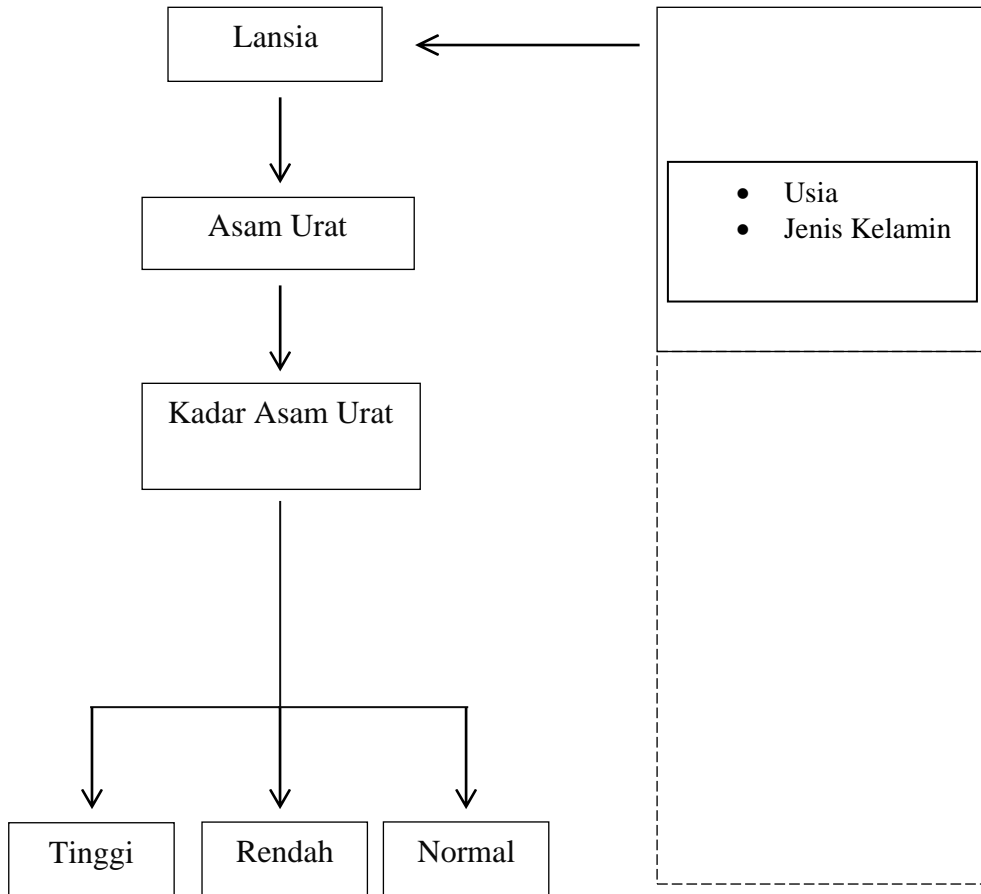 Lansia
• Usia
• Jenis Kelamin
Asam Urat
Kadar Asam Urat
Tinggi
Rendah
Normal